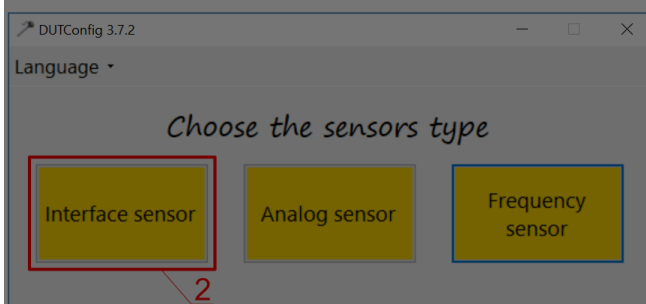 DUTConfig 3.7.2
Language
Choose the sensors type
Interface sensor
Analog sensor
Frequency
sensor
2